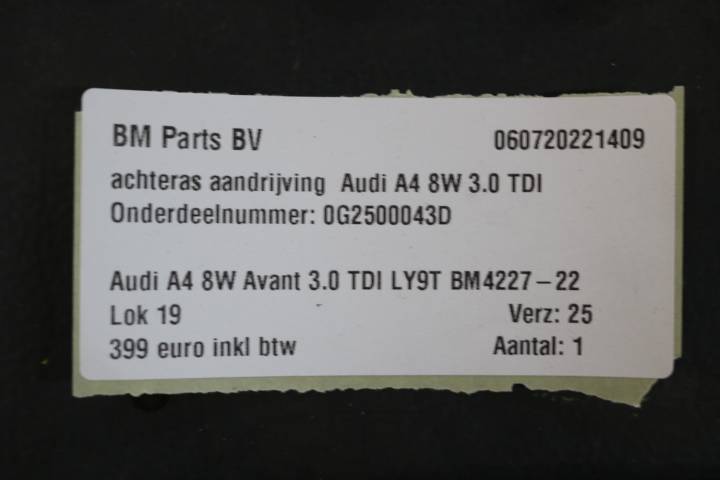 BM Parts BV 060720221409
achteras aandrijving Audi A4 8W 3.0 TDI
Onderdeelnummer: 0G2500043D
Audi A4 8W Avant 3.0 TDI LY9T BM4227-22
Lok 19 Verz: 25
399 euro inkl btw Aantal: 1